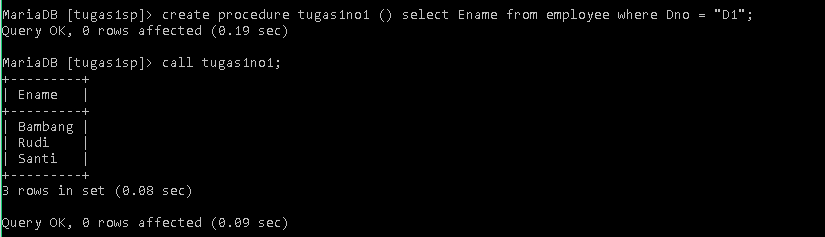 MariaDB [tugas1sp]> create procedure tugas1no1 () select Ename from employee where Dno = "D1";
Query OK, 0 rows affected (0.19 sec)
MariaDB [tugas1sp]> call tugas1no1;
+---------+
| Ename   |
+---------+
| Bambang |
| Rudi    |
| Santi   |
+---------+
3 rows in set (0.08 sec)
Query OK, 0 rows affected (0.09 sec)